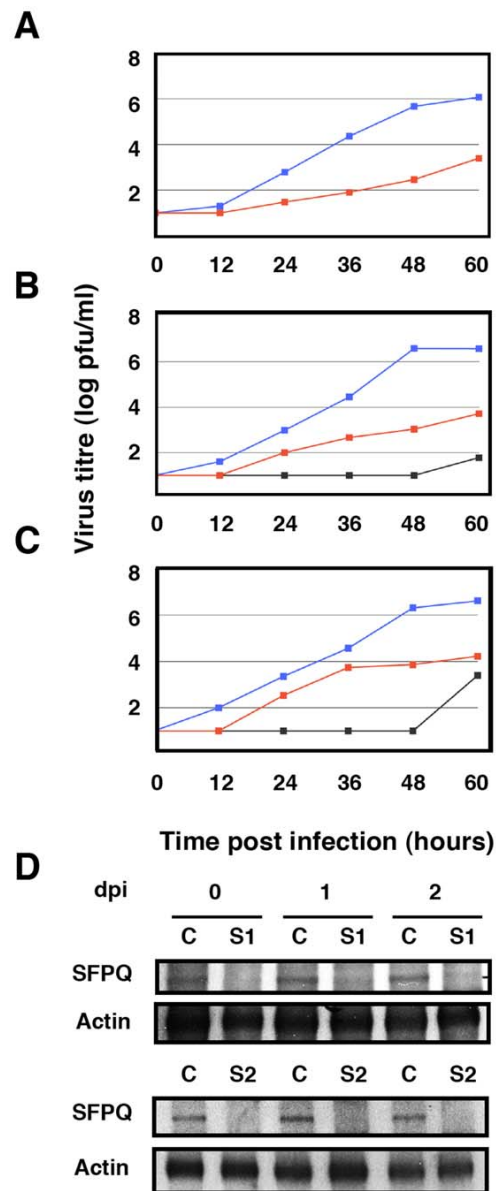 A
8
6
4
2
0 12 24 36 48 60
B
8
6
4
2
0 12 24 36 48 60
C
8
6
4
2
0 12 24 36 48 60
Virus titre (log pfu/ml)
Time post infection (hours)
D
dpi 0 1 2
C S1 C S1 C S1
SFPQ
Actin
C S2 C S2 C S2
SFPQ
Actin